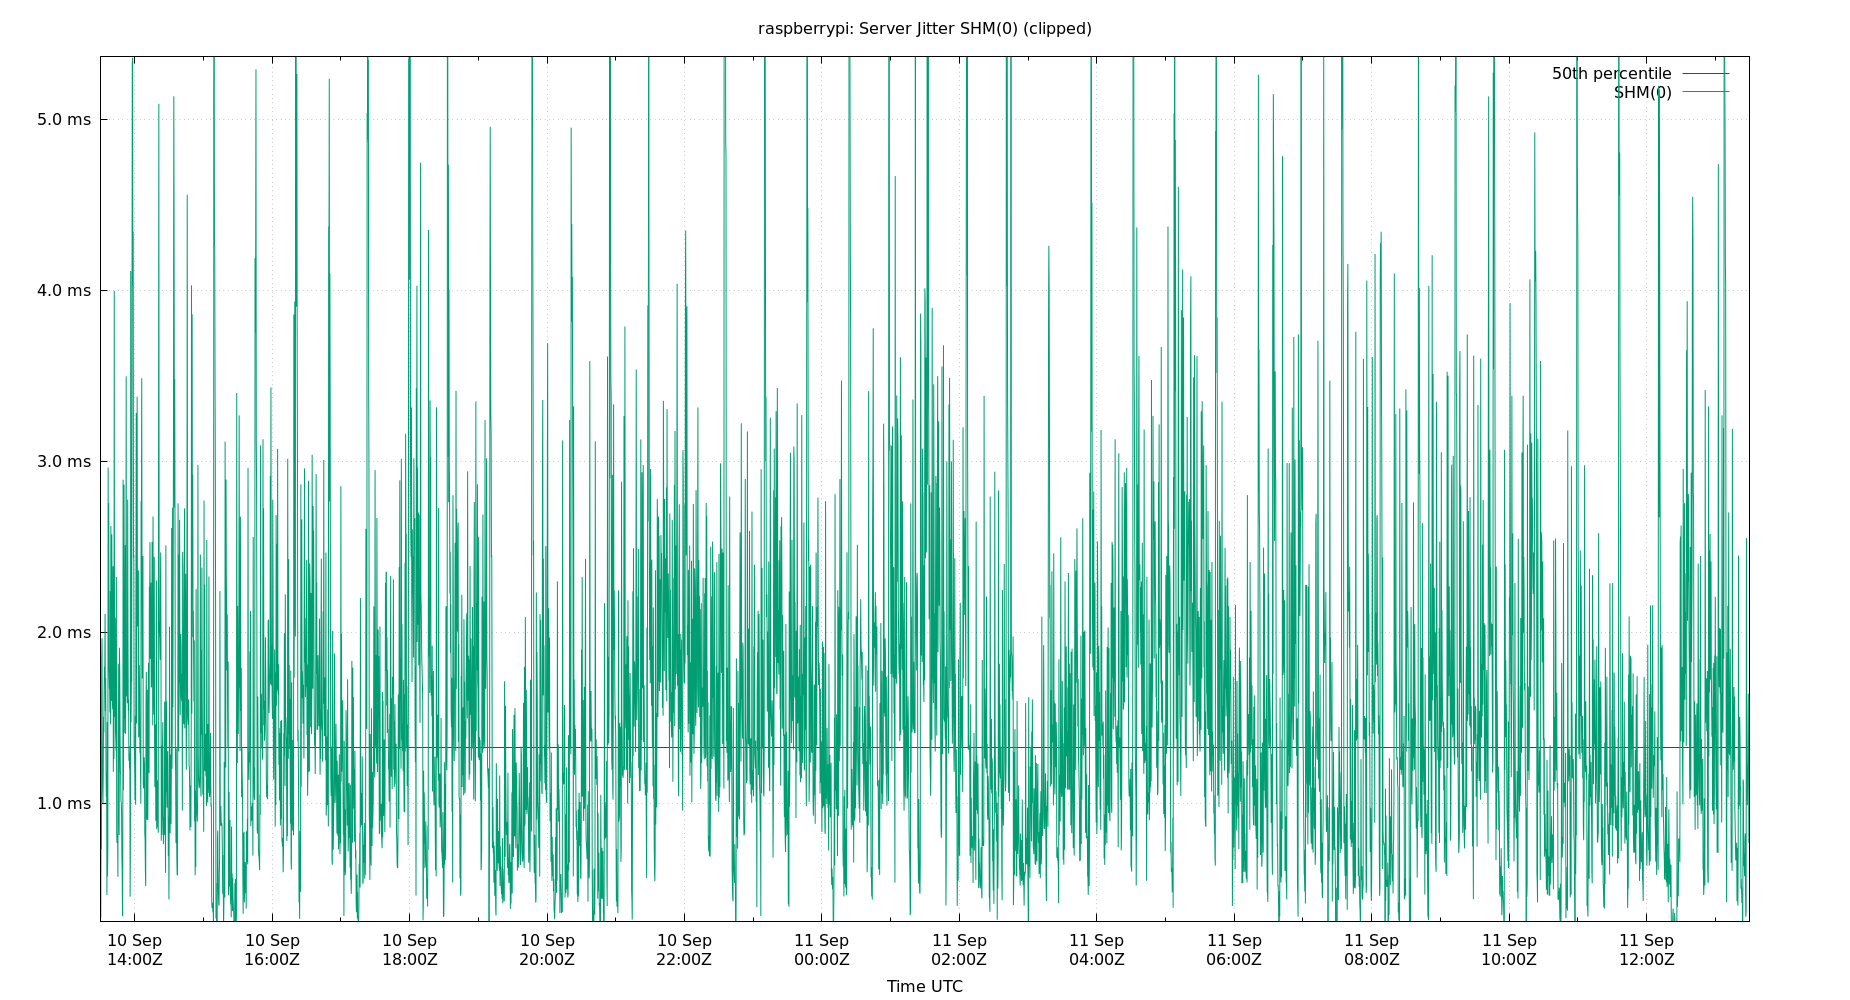 raspberrypi: Server Jitter SHM(0) (clipped)
50th percentile
SHM(0)
5.0 ms
4.0 ms
3.0 ms
2.0 ms
1.0 ms
10 Sep 10 Sep 10 Sep 10 Sep 10 Sep 11 Sep 11 Sep 11 Sep 11 Sep 11 Sep 11 Sep 11 Sep
14:00Z 16:00Z 18:00Z 20:00Z 22:00Z 00:00Z 02:00Z 04:00Z 06:00Z 08:00Z 10:00Z 12:00Z
Time UTC